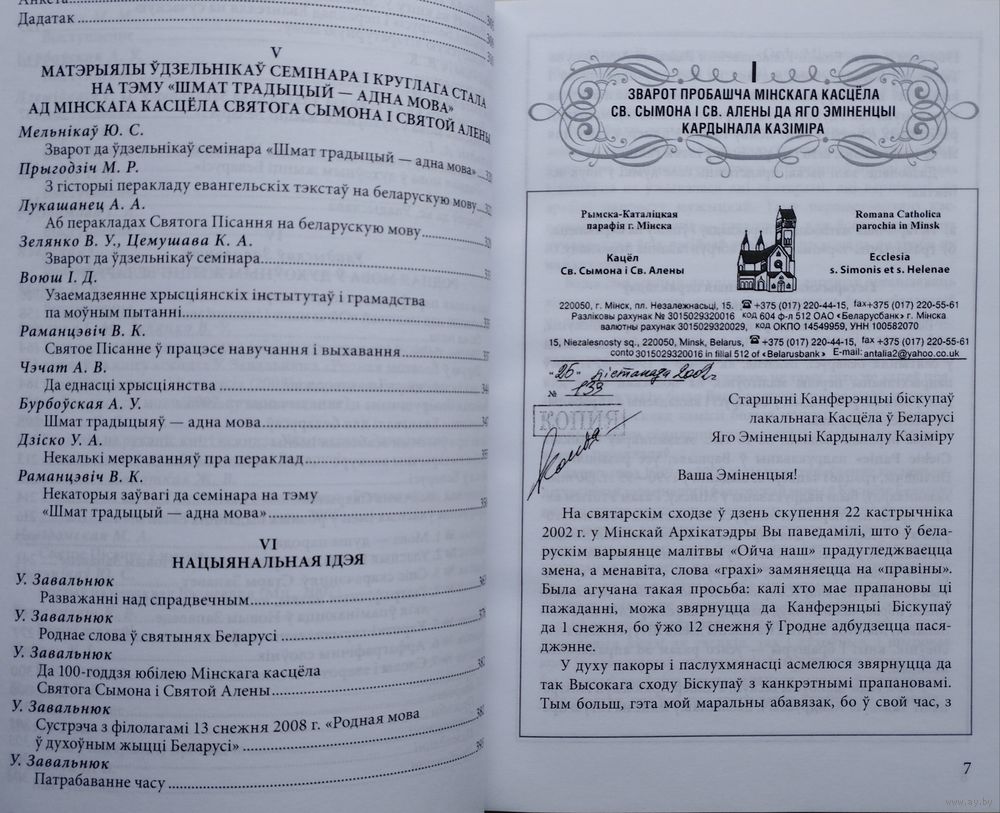 Анкета
Дадатак
V
МАТЭРЫЯЛЫ ЎДЗЕЛЬНІКАЎ СЕМІНАРА І КРУГЛАГА СТАЛА
НА ТЭМУ «ШМАТ ТРАДЫЦЫЙ — АДНА МОВА»
АД МІНСКАГА КАСЦЁЛА СВЯТОГА СЫМОНА І СВЯТОЙ АЛЕНЫ
Мельнікаў Ю. С.
Зварот да ўдзельнікаў семінара «Шмат традыцый — адна мова»
Прыгодзіч М. Р.
З гісторыі перакладу евангельскіх тэкстаў на беларускую мову
Лукашанец А. А.
Аб перакладах Святога Пісання на беларускую мову
Зелянко В. У., Цемушава К. А.
Зварот да ўдзельнікаў семінара
Воюш І. Д.
Узаемадзеянне хрысціянскіх інстытутаў і грамадства
па моўным пытанні
Раманцэвіч В. К.
Святое Пісанне ў працэсе навучання і выхавання
Чэчат А. В.
Да еднасці хрысціянства
Бурбоўская А. У.
Шмат традыцыяў — адна мова
Дзіско У. А.
Некалькі меркаванняў пра пераклад
Раманцэвіч В. К.
Некаторыя заўвагі да семінара на тэму
«Шмат традыцый — адна мова»
VI
НАЦЫЯНАЛЬНАЯ ІДЭЯ
У. Завальнюк
Разважанні над спрадвечным
У. Завальнюк
Роднае слова ў святынях Беларусі
У. Завальнюк
Да 100-годдзя юбілею Мінскага касцёла
Святога Сымона і Святой Алены
У. Завальнюк
Сустрэча з філолагамі 13 снежня 2008 г. «Родная мова
ў духоўным жыцці Беларусі»
У. Завальнюк
Патрабаванне часу
I
ЗВАРОТ ПРОБАШЧА МІНСКАГА КАСЦЁЛА
СВ. СЫМОНА І СВ. АЛЕНЫ ДА ЯГО ЭМІНЕНЦЫІ
КАРДЫНАЛА КАЗІМІРА
Рымска-Каталіцкая
парафія г. Мінска
Кацёл
Св. Сымона і Св. Алены
Romana Catholica
parochia in Minsk
Ecclesia
s. Simonis et s. Helenae
220050, г. Мінск, пл. Незалежнасьці, 15. ☎ +375 (017) 220-44-15, fax+375 (017) 220-55-61
Разліковы рахунак № 3015029320016 код 604 ф-л 512 ОАО «Беларусбанк» г. Мінска
валютны рахунак 3015029320029, код ОКПО 14549959, УНН 100582070
15, Niezalesnosty sq., 220050, Minsk, Belarus, ☎ +375 (017) 220-44-15, fax +375 (017) 220-55-61
conto 3015029320016 in filial 512 of «Belarusbank» E-mail: antalia2@yahoo.co.uk
"26" лістапада 2002г.
№ 139
КОПИЯ
Старшыні Канферэнцыі біскупаў
лакальнага Касцёла ў Беларусі
Яго Эміненцыі Кардыналу Казіміру
Ваша Эміненцыя!
На святарскім сходзе ў дзень скупення 22 кастрычніка
2002 г. у Мінскай Архікатэдры Вы паведамілі, што ў бела-
рускім варыянце малітвы «Ойча наш» прадугледжваецца
змена, а менавіта, слова «грахі» замяняецца на «правіны».
Была агучана такая просьба: калі хто мае прапановы ці
пажаданні, можа звярнуцца да Канферэнцыі Біскупаў
да 1 снежня, бо ўжо 12 снежня ў Гродне адбудзецца пася-
джэнне.
У духу пакоры і паслухмянасці асмелюся звярнуцца да
так Высокага сходу Біскупаў з канкрэтнымі прапановамі.
Тым больш, гэта мой маральны абавязак, бо ў свой час, з
7
www.ay.by